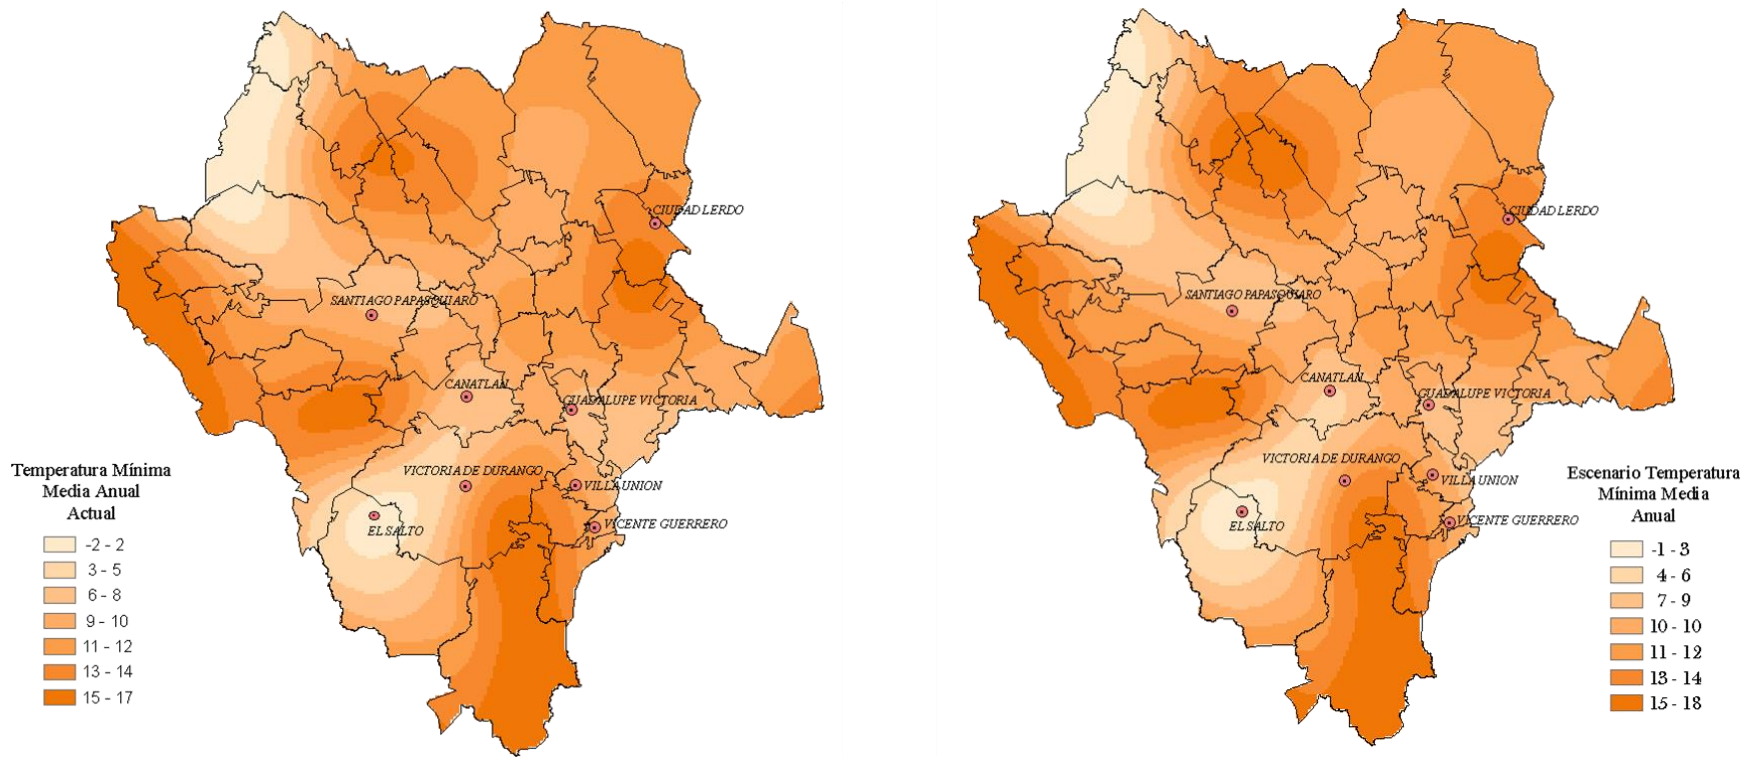 CIUDAD LERDO
SANTIAGO PAPASQUIARO
CANATLAN
GUADALUPE VICTORIA
VICTORIA DE DURANGO
VILLA UNION
EL SALTO
VICENTE GUERRERO
Temperatura Mínima
Media Anual
Actual
-2 - 2
3 - 5
6 - 8
9 - 10
11 - 12
13 - 14
15 - 17
CIUDAD LERDO
SANTIAGO PAPASQUIARO
CANATLAN
GUADALUPE VICTORIA
VICTORIA DE DURANGO
VILLA UNION
EL SALTO
VICENTE GUERRERO
Escenario Temperatura
Mínima Media
Anual
-1 - 3
4 - 6
7 - 9
10 - 10
11 - 12
13 - 14
15 - 18